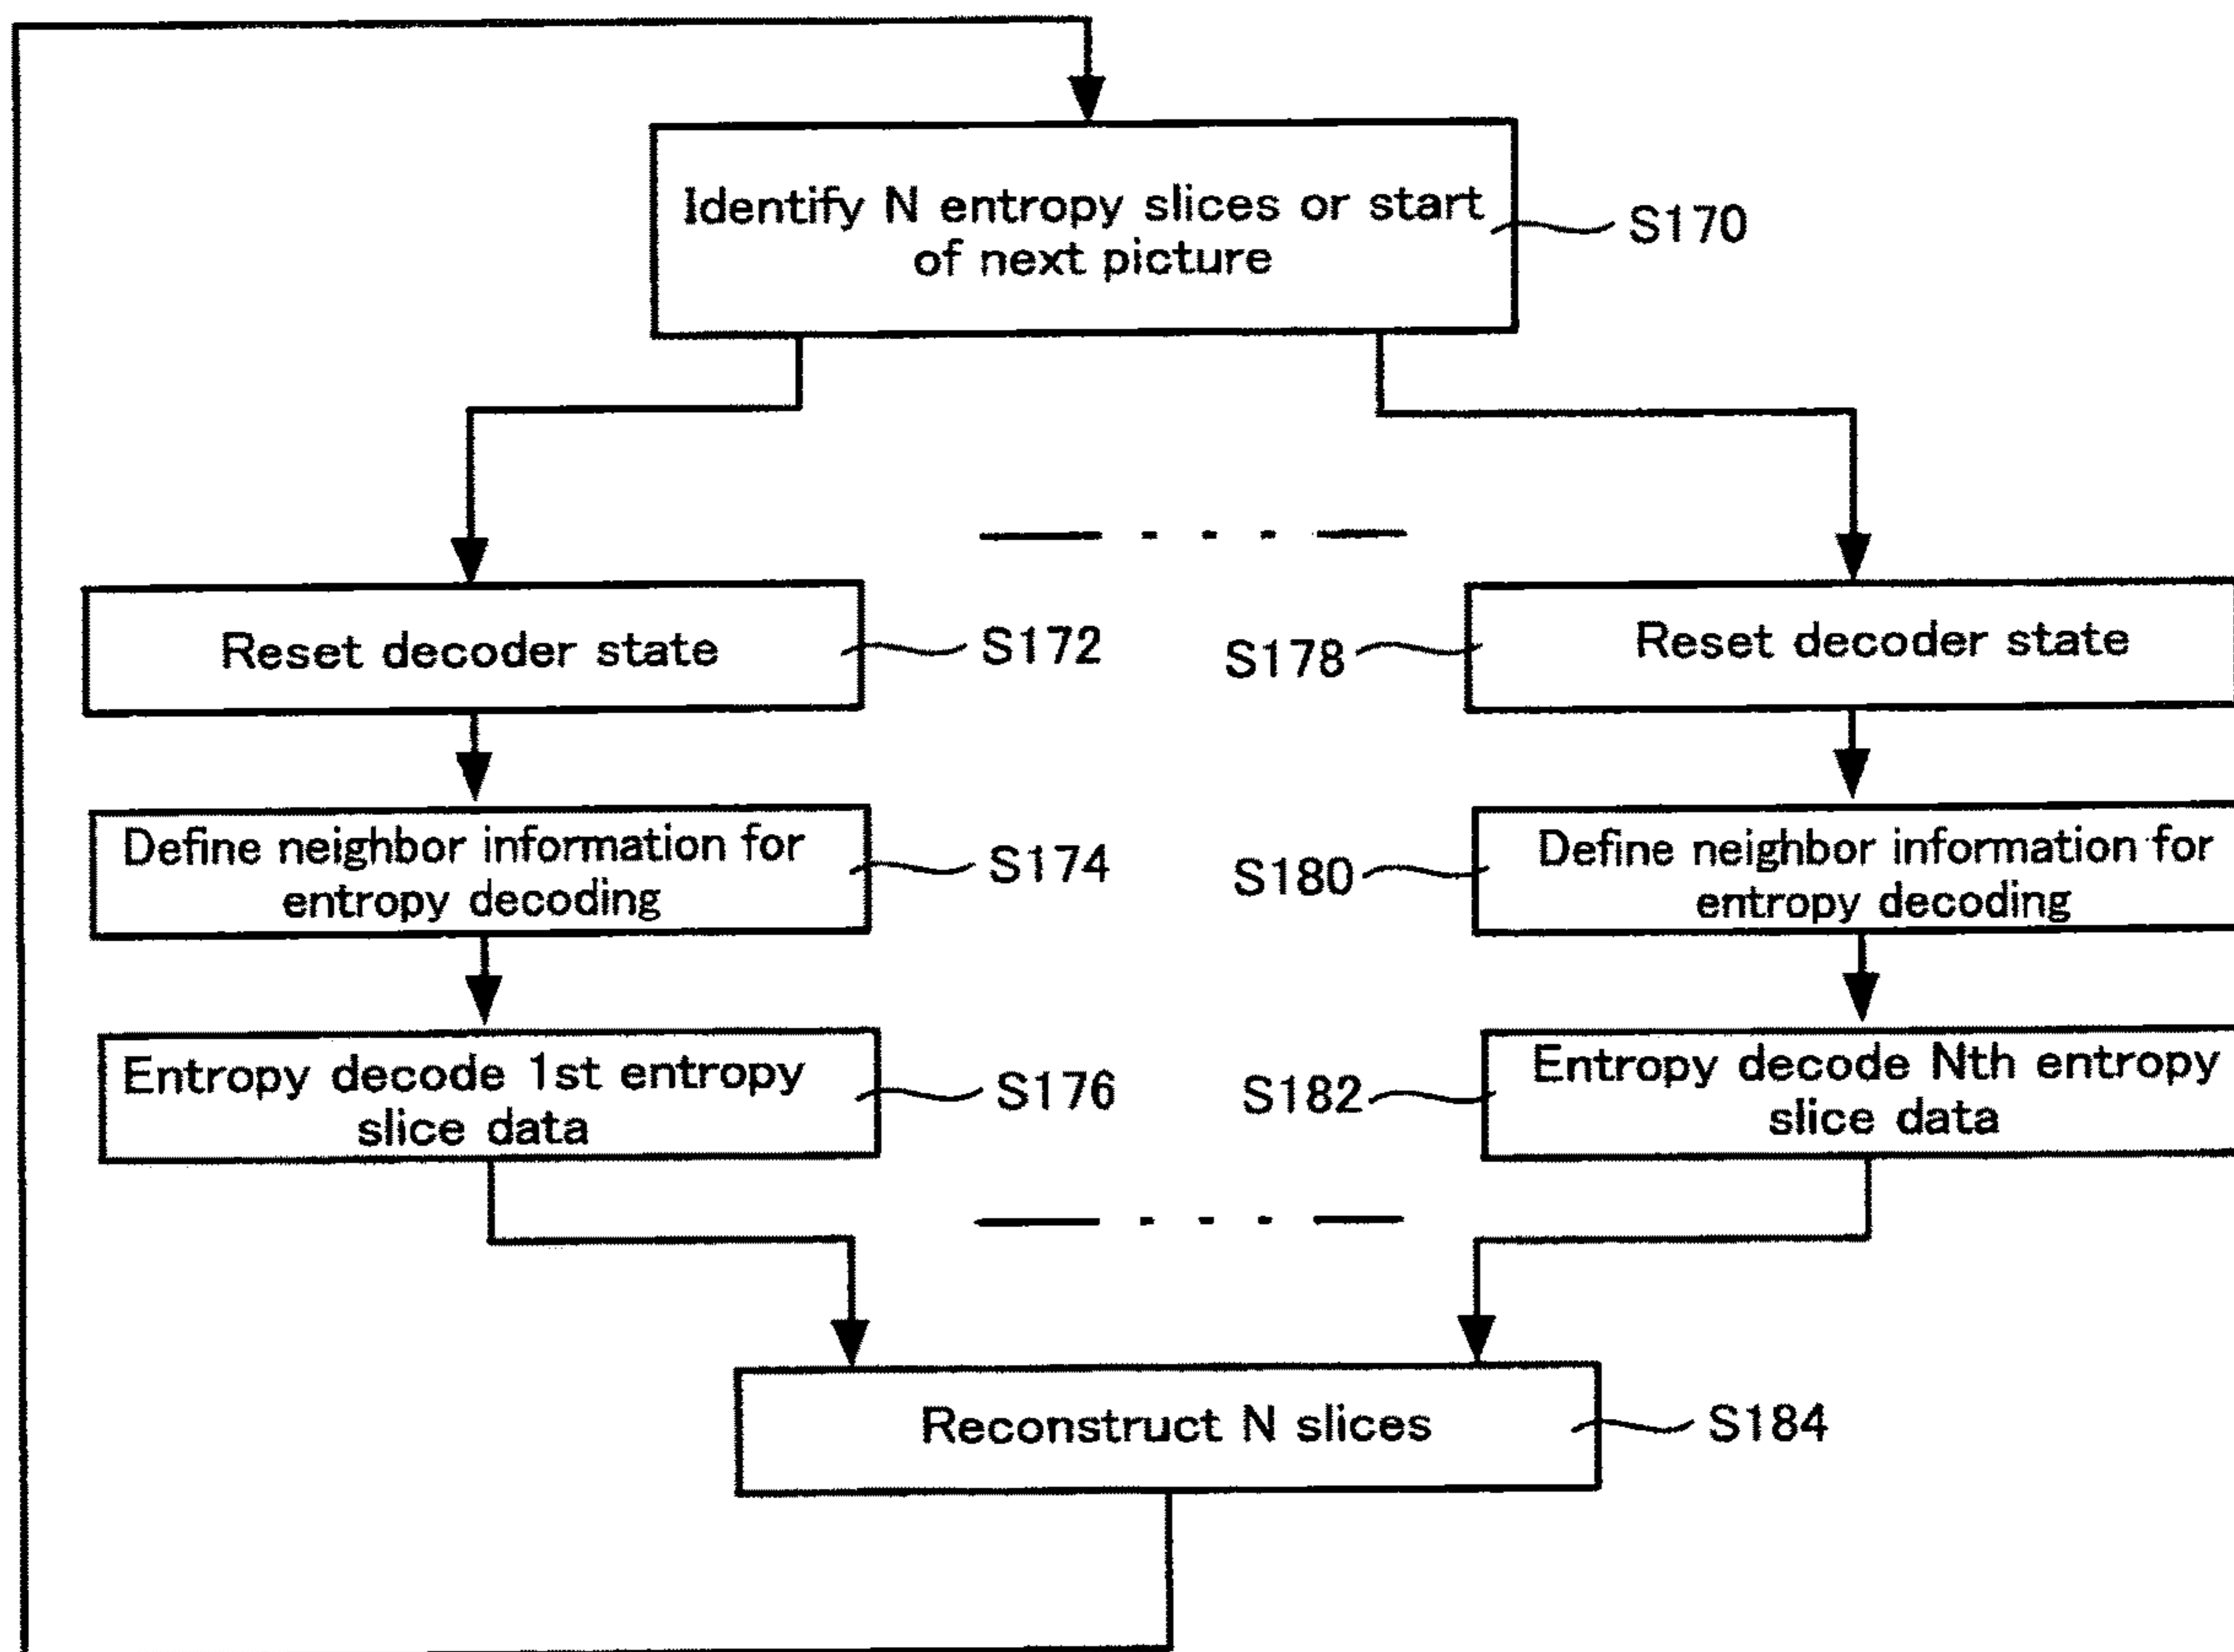 Identify N entropy slices or start
of next picture
S170
Reset decoder state
S172
S178
Reset decoder state
Define neighbor information for
entropy decoding
S174
S180
Define neighbor information for
entropy decoding
Entropy decode 1st entropy
slice data
S176
S182
Entropy decode Nth entropy
slice data
Reconstruct N slices
S184